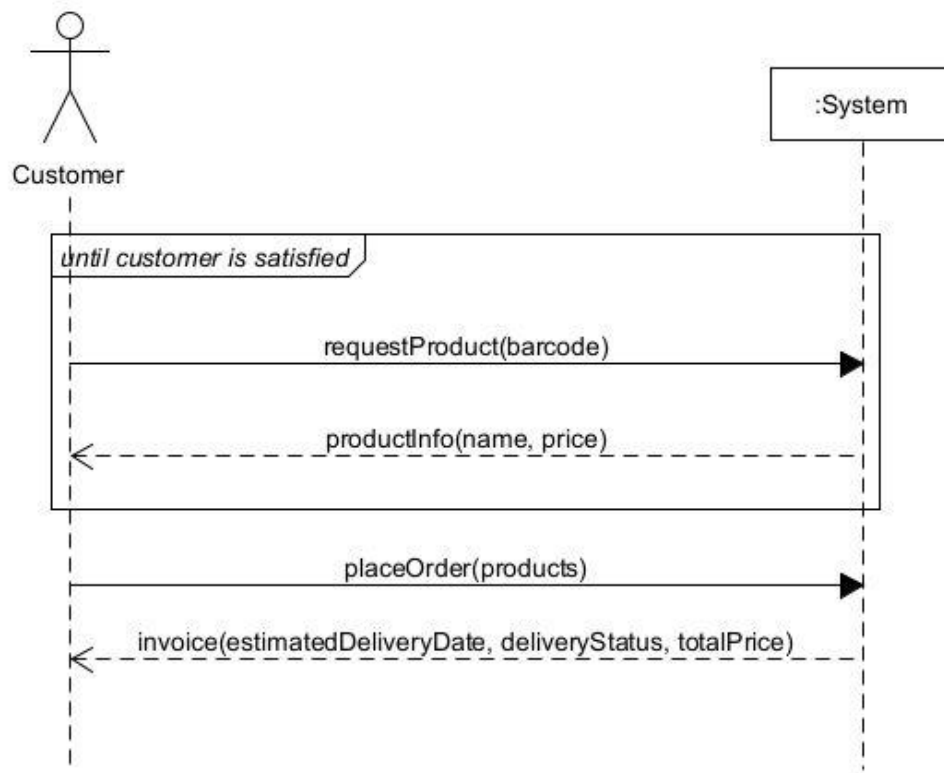 :System
Customer
until customer is satisfied
requestProduct(barcode)
productInfo(name, price)
placeOrder(products)
invoice(estimatedDeliveryDate, deliveryStatus, totalPrice)